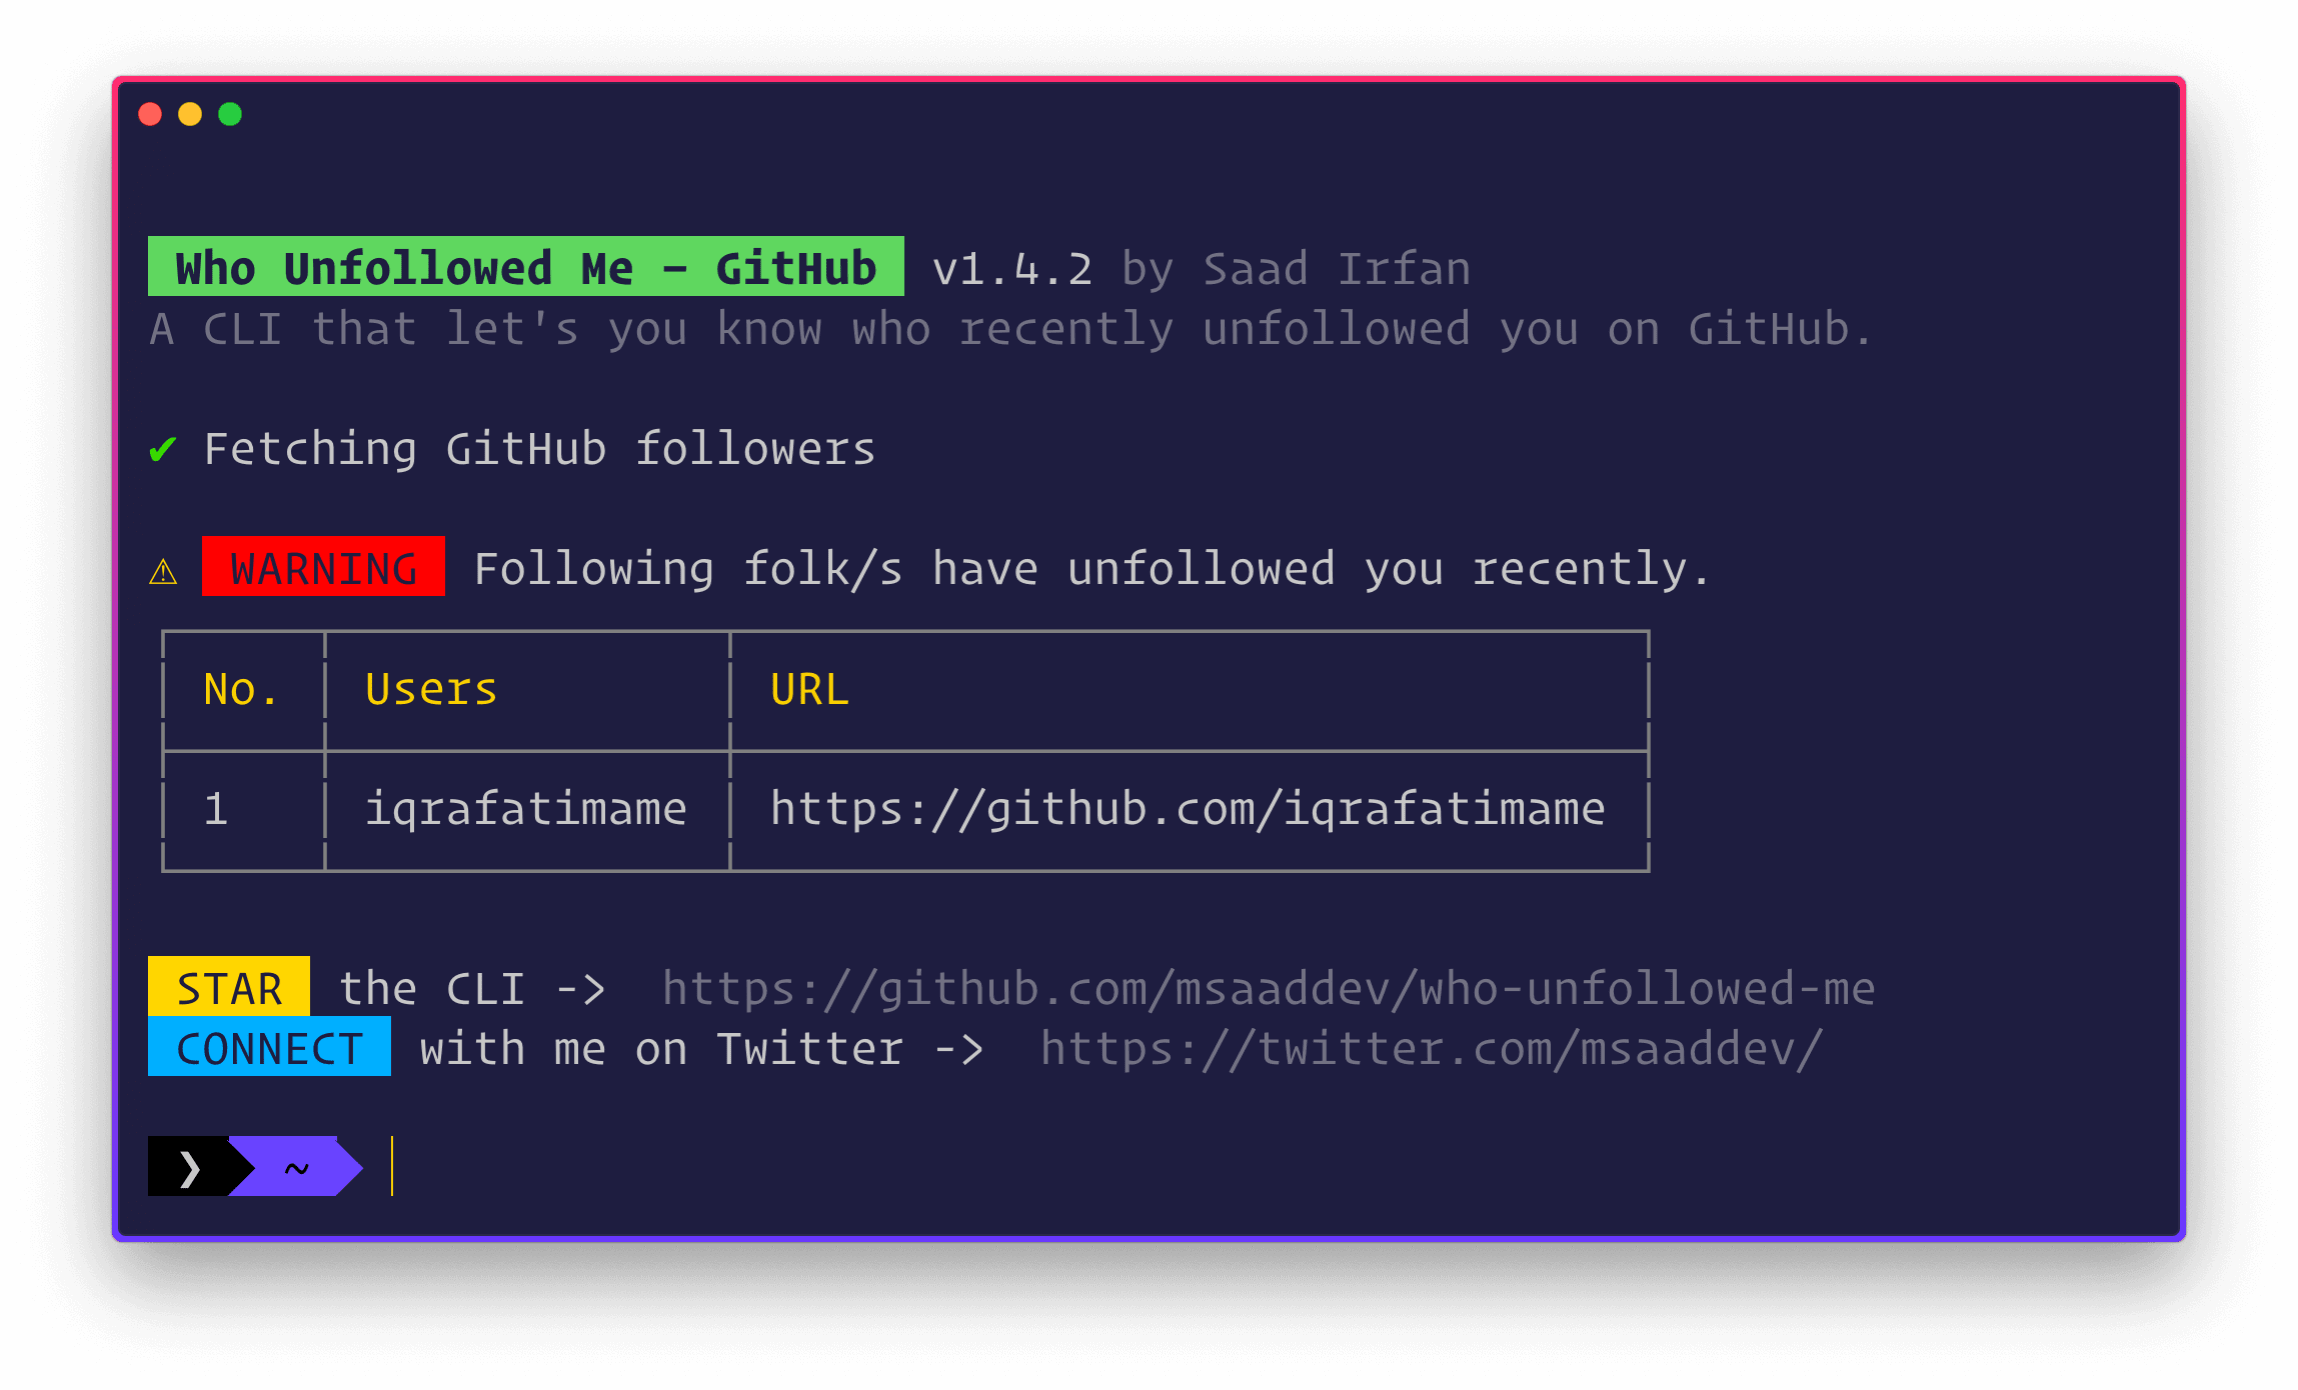 Who Unfollowed Me - GitHub v1.4.2 by Saad Irfan
A CLI that let's you know who recently unfollowed you on GitHub.
✔ Fetching GitHub followers
⚠ WARNING Following folk/s have unfollowed you recently.
No. Users URL
1 iqrafatimame https://github.com/iqrafatimame
STAR the CLI -> https://github.com/msaaddev/who-unfollowed-me
CONNECT with me on Twitter -> https://twitter.com/msaaddev/
❯ ~